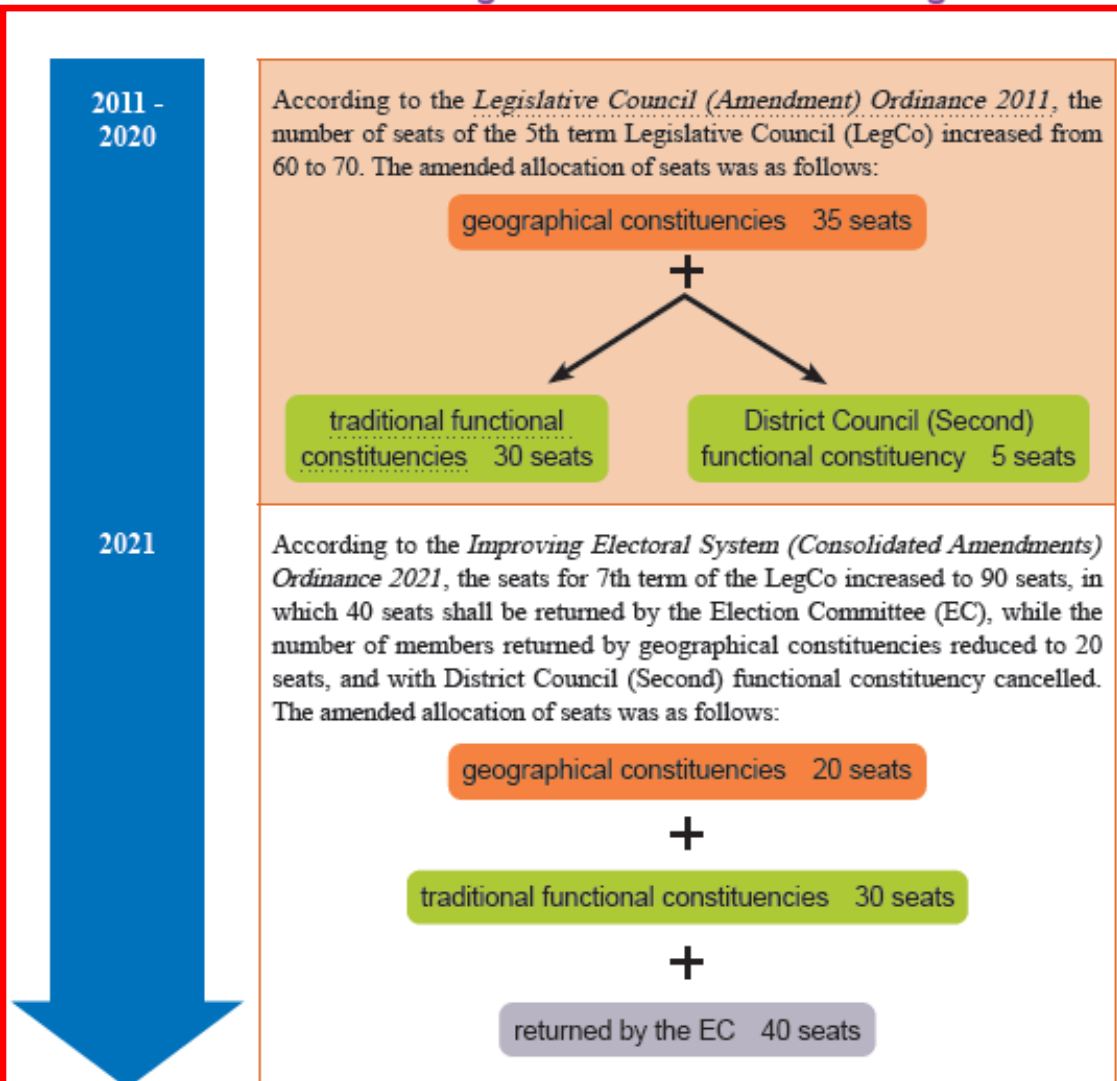 2011 -
2020
According to the Legislative Council (Amendment) Ordinance 2011, the
number of seats of the 5th term Legislative Council (LegCo) increased from
60 to 70. The amended allocation of seats was as follows:
geographical constituencies 35 seats
+
traditional functional
constituencies 30 seats
District Council (Second)
functional constituency 5 seats
2021
According to the Improving Electoral System (Consolidated Amendments)
Ordinance 2021, the seats for 7th term of the LegCo increased to 90 seats, in
which 40 seats shall be returned by the Election Committee (EC), while the
number of members returned by geographical constituencies reduced to 20
seats, and with District Council (Second) functional constituency cancelled.
The amended allocation of seats was as follows:
geographical constituencies 20 seats
+
traditional functional constituencies 30 seats
+
returned by the EC 40 seats